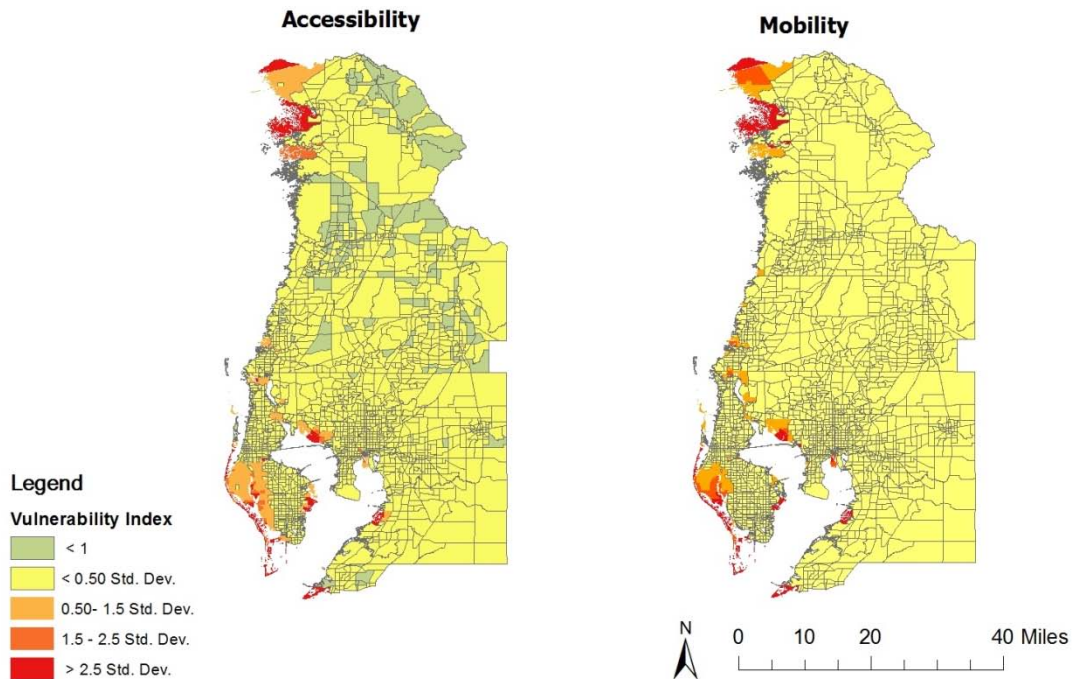 Accessibility
Mobility
Legend
Vulnerability Index
< 1
< 0.50 Std. Dev.
0.50- 1.5 Std. Dev.
1.5 - 2.5 Std. Dev.
> 2.5 Std. Dev.
N
0 10 20 40 Miles